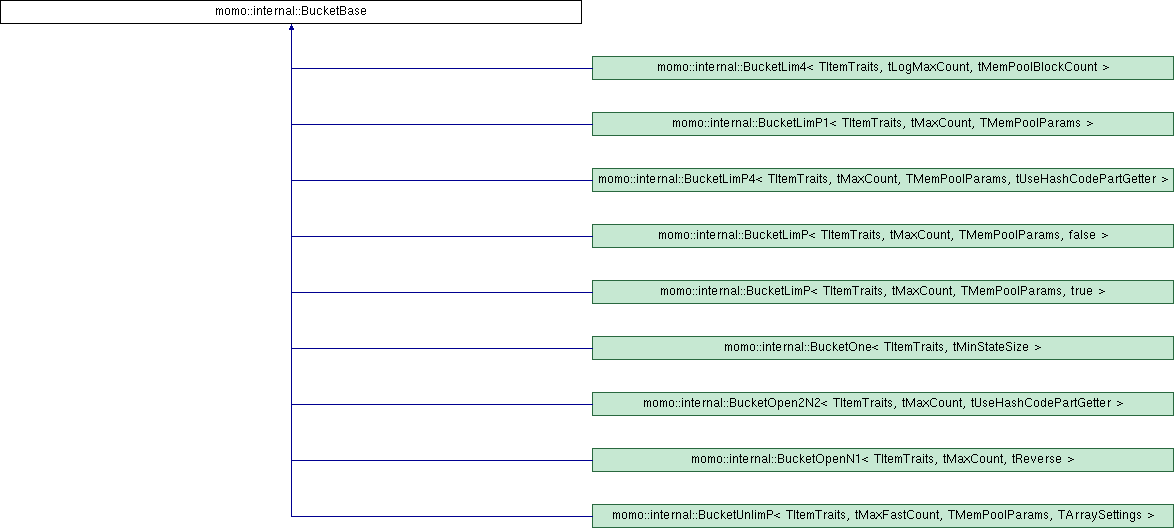 momo::internal::BucketBase
momo::internal::BucketLim4< TItemTraits, tLogMaxCount, tMemPoolBlockCount >
momo::internal::BucketLimP1< TItemTraits, tMaxCount, TMemPoolParams >
momo::internal::BucketLimP4< TItemTraits, tMaxCount, TMemPoolParams, tUseHashCodePartGetter >
momo::internal::BucketLimP< TItemTraits, tMaxCount, TMemPoolParams, false >
momo::internal::BucketLimP< TItemTraits, tMaxCount, TMemPoolParams, true >
momo::internal::BucketOne< TItemTraits, tMinStateSize >
momo::internal::BucketOpen2N2< TItemTraits, tMaxCount, tUseHashCodePartGetter >
momo::internal::BucketOpenN1< TItemTraits, tMaxCount, tReverse >
momo::internal::BucketUnlimP< TItemTraits, tMaxFastCount, TMemPoolParams, TArraySettings >